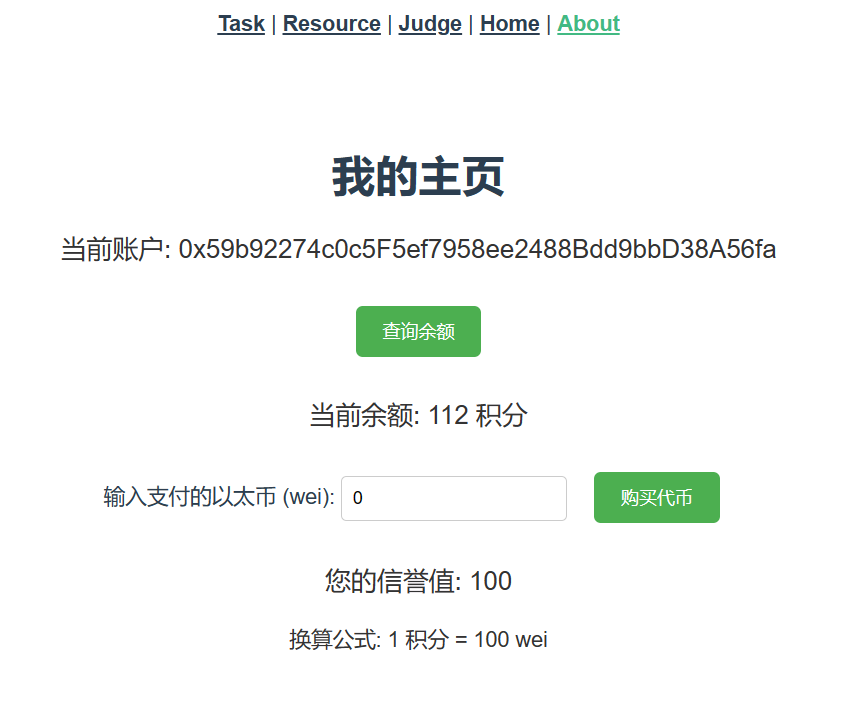 Task | Resource | Judge | Home | About
我的主页
当前账户: 0x59b92274c0c5F5ef7958ee2488Bdd9bbD38A56fa
查询余额
当前余额: 112 积分
输入支付的以太币 (wei): 0 购买代币
您的信誉值: 100
换算公式: 1 积分 = 100 wei